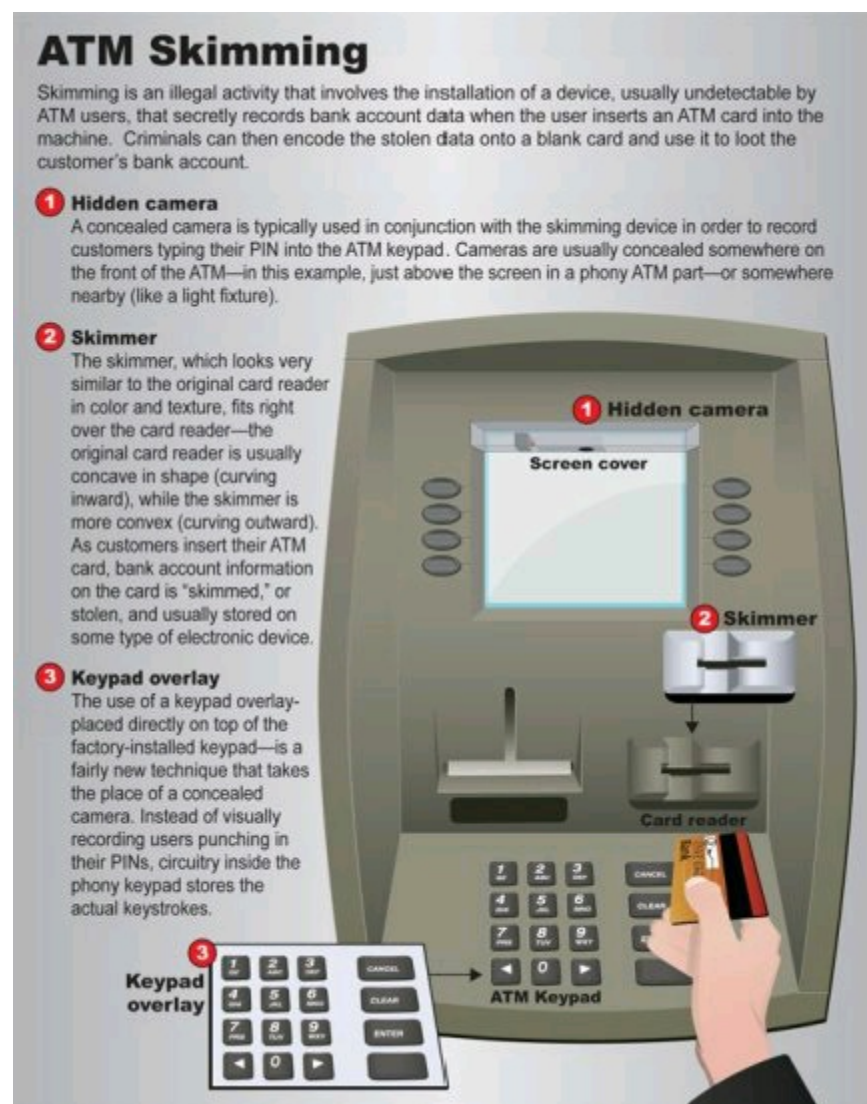 ATM Skimming
Skimming is an illegal activity that involves the installation of a device, usually undetectable by
ATM users, that secretly records bank account data when the user inserts an ATM card into the
machine.  Criminals can then encode the stolen data onto a blank card and use it to loot the
customer's bank account.
1 Hidden camera
A concealed camera is typically used in conjunction with the skimming device in order to record
customers typing their PIN into the ATM keypad. Cameras are usually concealed somewhere on
the front of the ATM—in this example, just above the screen in a phony ATM part—or somewhere
nearby (like a light fixture).
2 Skimmer
The skimmer, which looks very
similar to the original card reader
in color and texture, fits right
over the card reader—the
original card reader is usually
concave in shape (curving
inward), while the skimmer is
more convex (curving outward).
As customers insert their ATM
card, bank account information
on the card is “skimmed,” or
stolen, and usually stored on
some type of electronic device.
3 Keypad overlay
The use of a keypad overlay-
placed directly on top of the
factory-installed keypad—is a
fairly new technique that takes
the place of a concealed
camera. Instead of visually
recording users punching in
their PINs, circuitry inside the
phony keypad stores the
actual keystrokes.
1 Hidden camera
Screen cover
2 Skimmer
Card reader
Bank
1 2 3 CANCEL
4 5 6 CLEAR
7 8 9
0
ATM Keypad
3
Keypad
overlay
1 2 3 CANCEL
4 5 6 CLEAR
7 8 9 ENTER
0